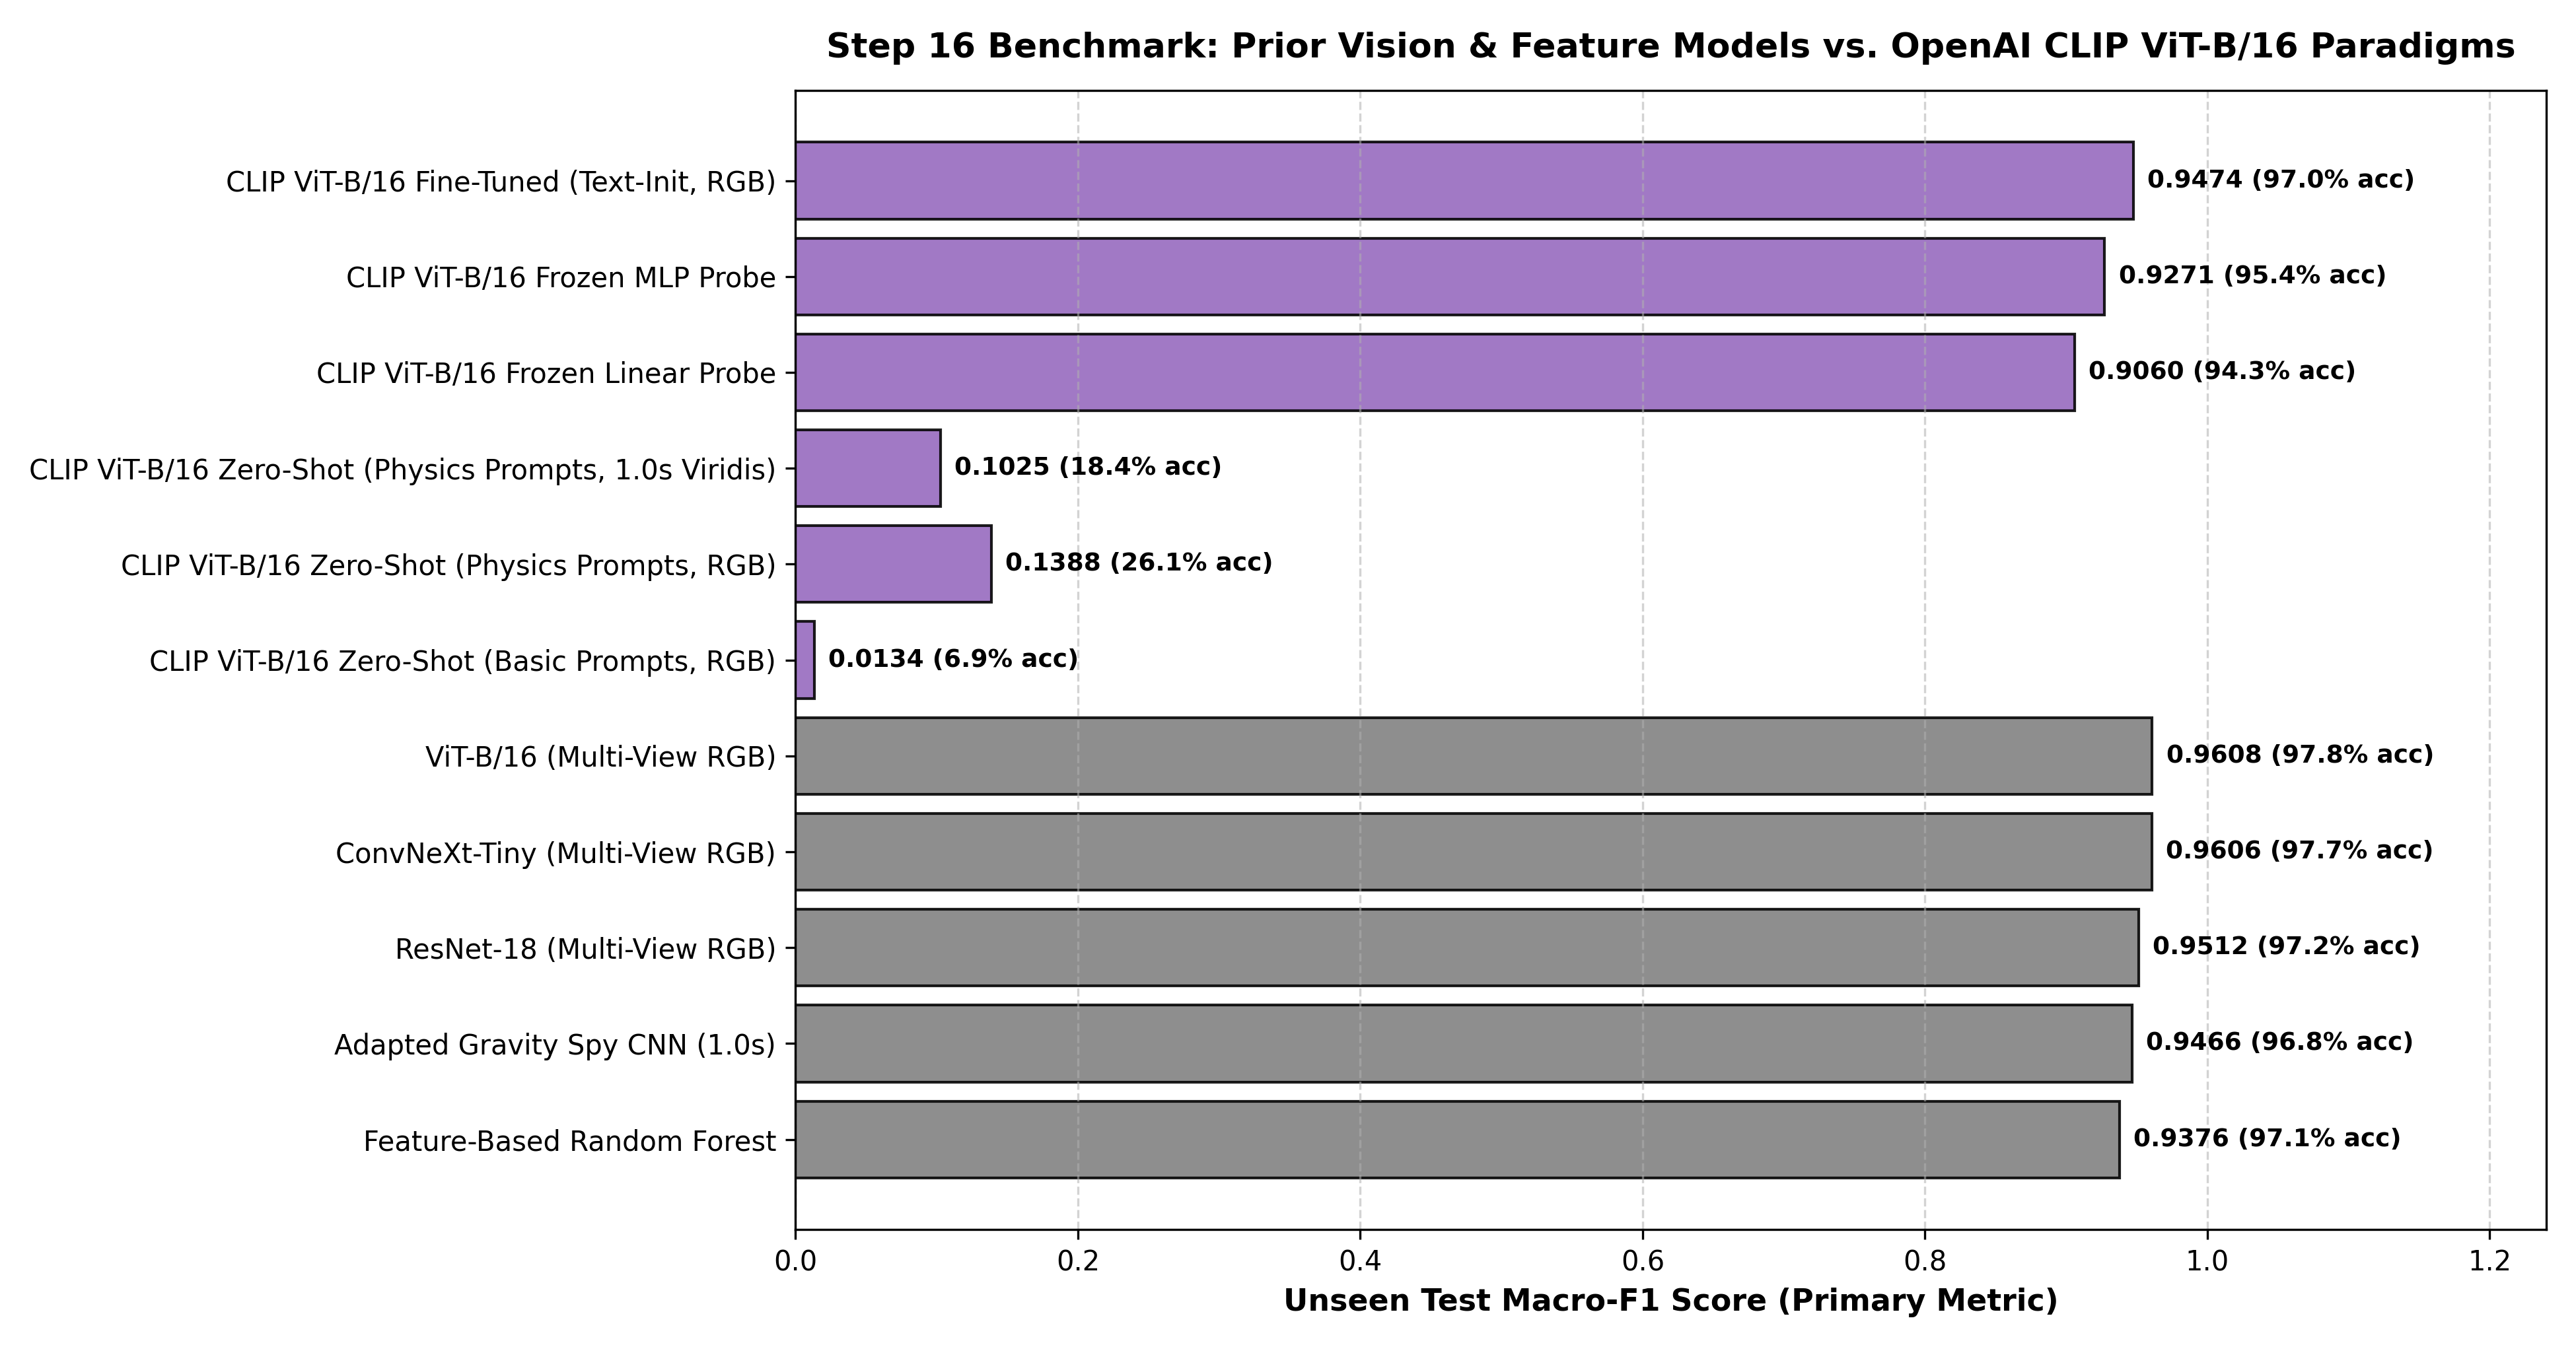 Step 16 Benchmark: Prior Vision & Feature Models vs. OpenAI CLIP ViT-B/16 Paradigms
CLIP ViT-B/16 Fine-Tuned (Text-Init, RGB) 0.9474 (97.0% acc)
CLIP ViT-B/16 Frozen MLP Probe 0.9271 (95.4% acc)
CLIP ViT-B/16 Frozen Linear Probe 0.9060 (94.3% acc)
CLIP ViT-B/16 Zero-Shot (Physics Prompts, 1.0s Viridis) 0.1025 (18.4% acc)
CLIP ViT-B/16 Zero-Shot (Physics Prompts, RGB) 0.1388 (26.1% acc)
CLIP ViT-B/16 Zero-Shot (Basic Prompts, RGB) 0.0134 (6.9% acc)
ViT-B/16 (Multi-View RGB) 0.9608 (97.8% acc)
ConvNeXt-Tiny (Multi-View RGB) 0.9606 (97.7% acc)
ResNet-18 (Multi-View RGB) 0.9512 (97.2% acc)
Adapted Gravity Spy CNN (1.0s) 0.9466 (96.8% acc)
Feature-Based Random Forest 0.9376 (97.1% acc)
0.0 0.2 0.4 0.6 0.8 1.0 1.2
Unseen Test Macro-F1 Score (Primary Metric)